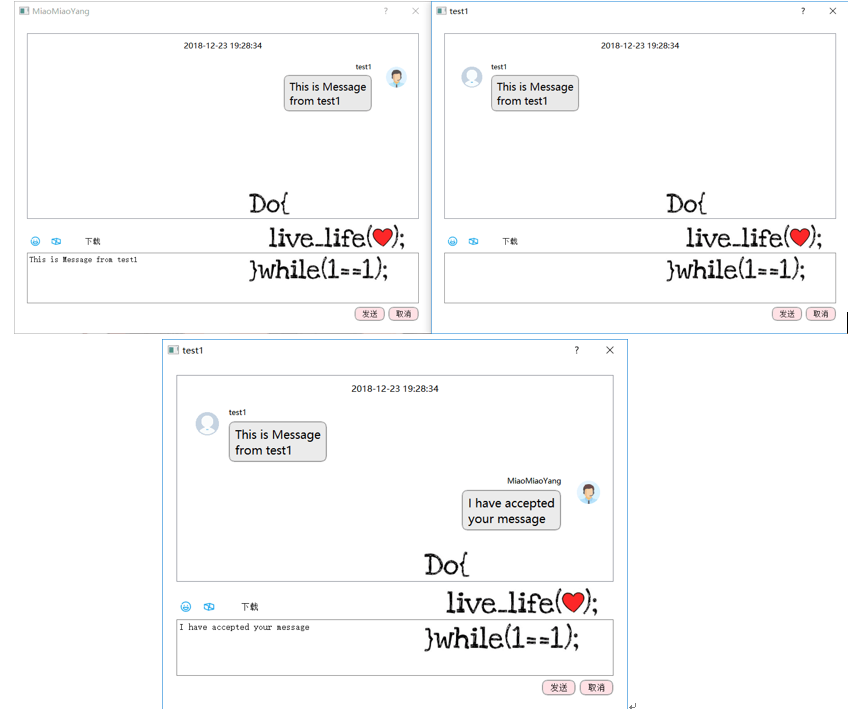 MiaoMiaoYang
2018-12-23 19:28:34
test1
This is Message
from test1
Do{
live_life(❤);
}while(1==1);
下载
This is Message from test1
发送 取消
test1
2018-12-23 19:28:34
test1
This is Message
from test1
Do{
live_life(❤);
}while(1==1);
下载
发送 取消
test1
2018-12-23 19:28:34
test1
This is Message
from test1
MiaoMiaoYang
I have accepted
your message
Do{
live_life(❤);
}while(1==1);
下载
I have accepted your message
发送 取消